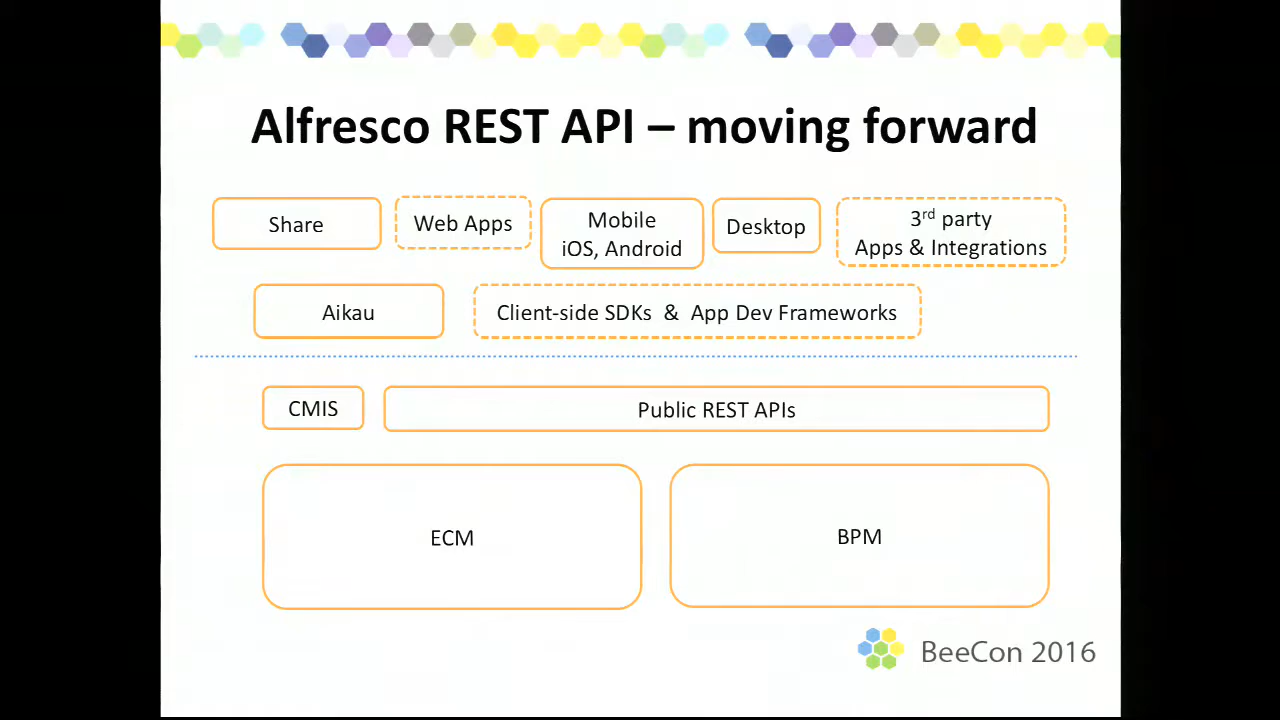 Alfresco REST API – moving forward
Share
Web Apps
Mobile
iOS, Android
Desktop
3rd party
Apps & Integrations
Aikau
Client-side SDKs & App Dev Frameworks
CMIS
Public REST APIs
ECM
BPM
BeeCon 2016